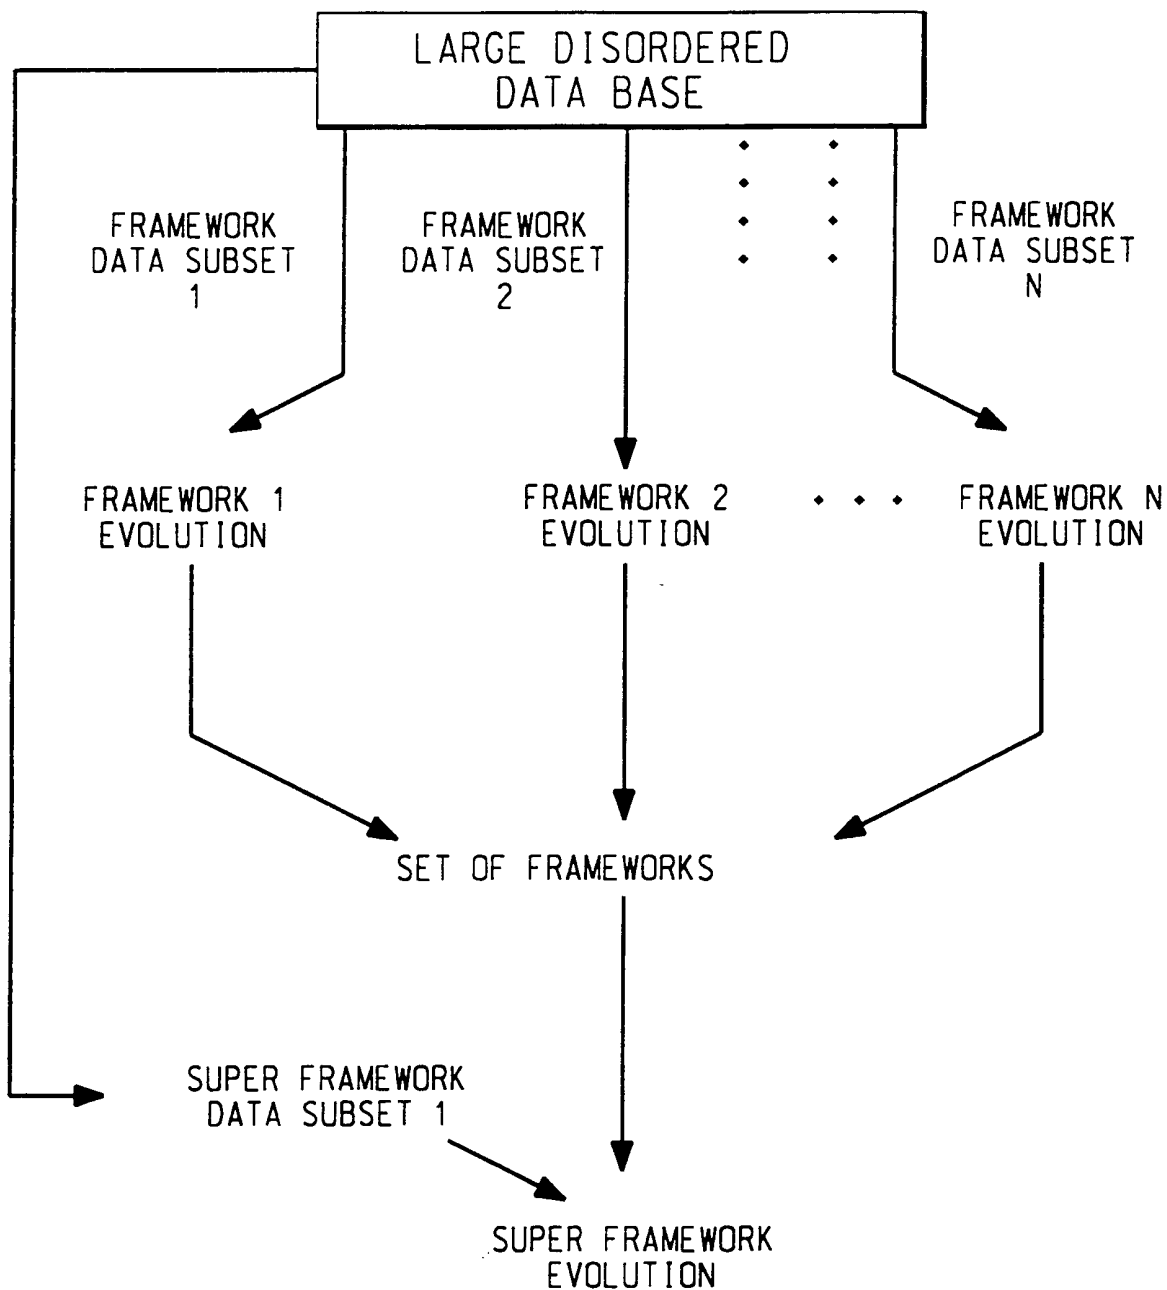 LARGE DISORDERED
DATA BASE
FRAMEWORK
DATA SUBSET
1
FRAMEWORK
DATA SUBSET
2
FRAMEWORK
DATA SUBSET
N
FRAMEWORK 1
EVOLUTION
FRAMEWORK 2
EVOLUTION
FRAMEWORK N
EVOLUTION
SET OF FRAMEWORKS
SUPER FRAMEWORK
DATA SUBSET 1
SUPER FRAMEWORK
EVOLUTION